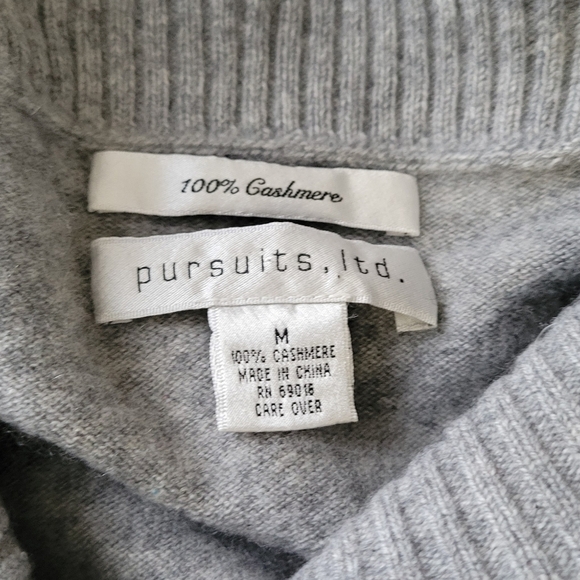 100% Cashmere
pursuits, ltd.
M
100% CASHMERE
MADE IN CHINA
RN 69016
CARE OVER